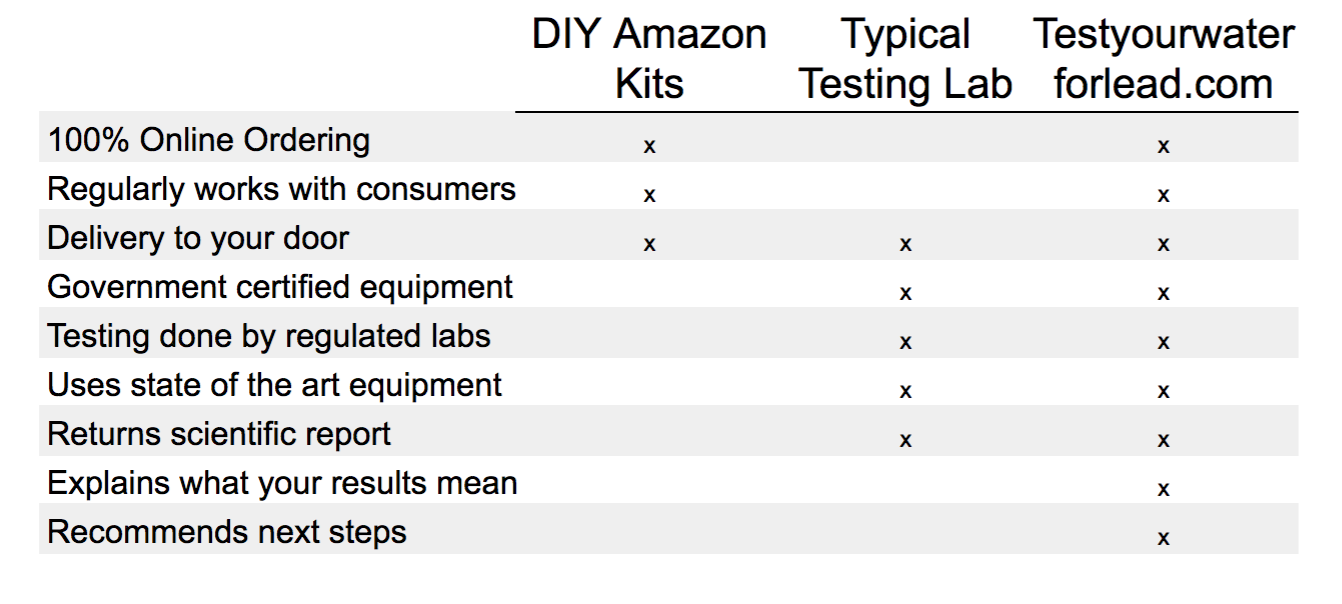 DIY Amazon Typical Testyourwater
Kits Testing Lab forlead.com
100% Online Ordering x x
Regularly works with consumers x x
Delivery to your door x x x
Government certified equipment x x
Testing done by regulated labs x x
Uses state of the art equipment x x
Returns scientific report x x
Explains what your results mean x
Recommends next steps x